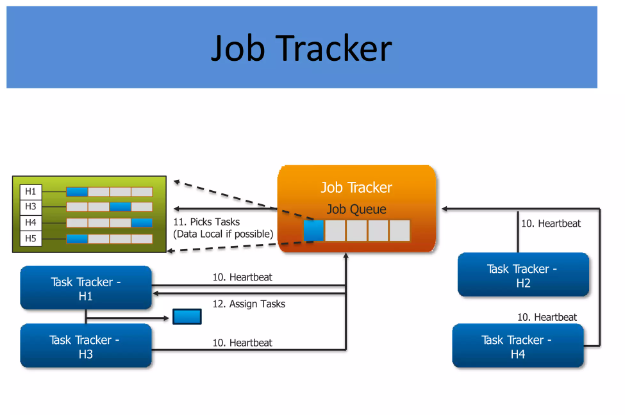 Job Tracker
Job Tracker
Job Queue
H1
H3
H4
H5
11. Picks Tasks
(Data Local if possible)
10. Heartbeat
Task Tracker -
H1
10. Heartbeat
12. Assign Tasks
Task Tracker -
H2
Task Tracker -
H3
10. Heartbeat
10. Heartbeat
Task Tracker -
H4